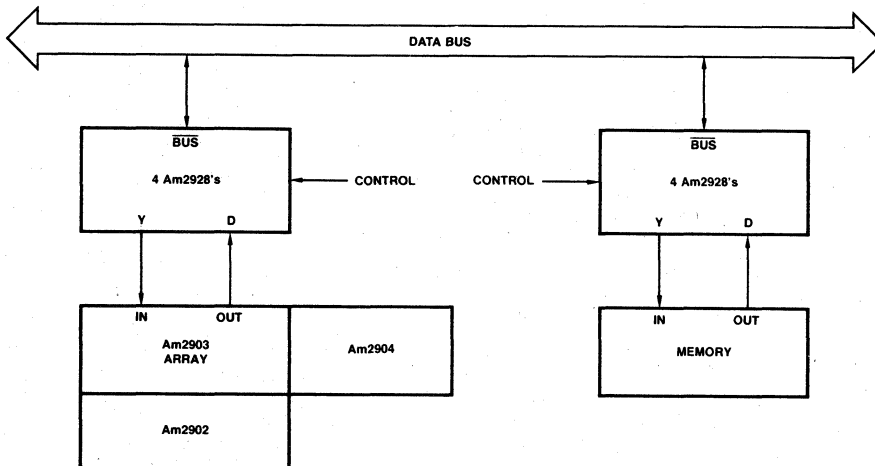 DATA BUS
BUS
4 Am2928's
Y D
CONTROL
CONTROL
BUS
4 Am2928's
Y D
IN OUT
Am2903
ARRAY
Am2904
Am2902
IN OUT
MEMORY